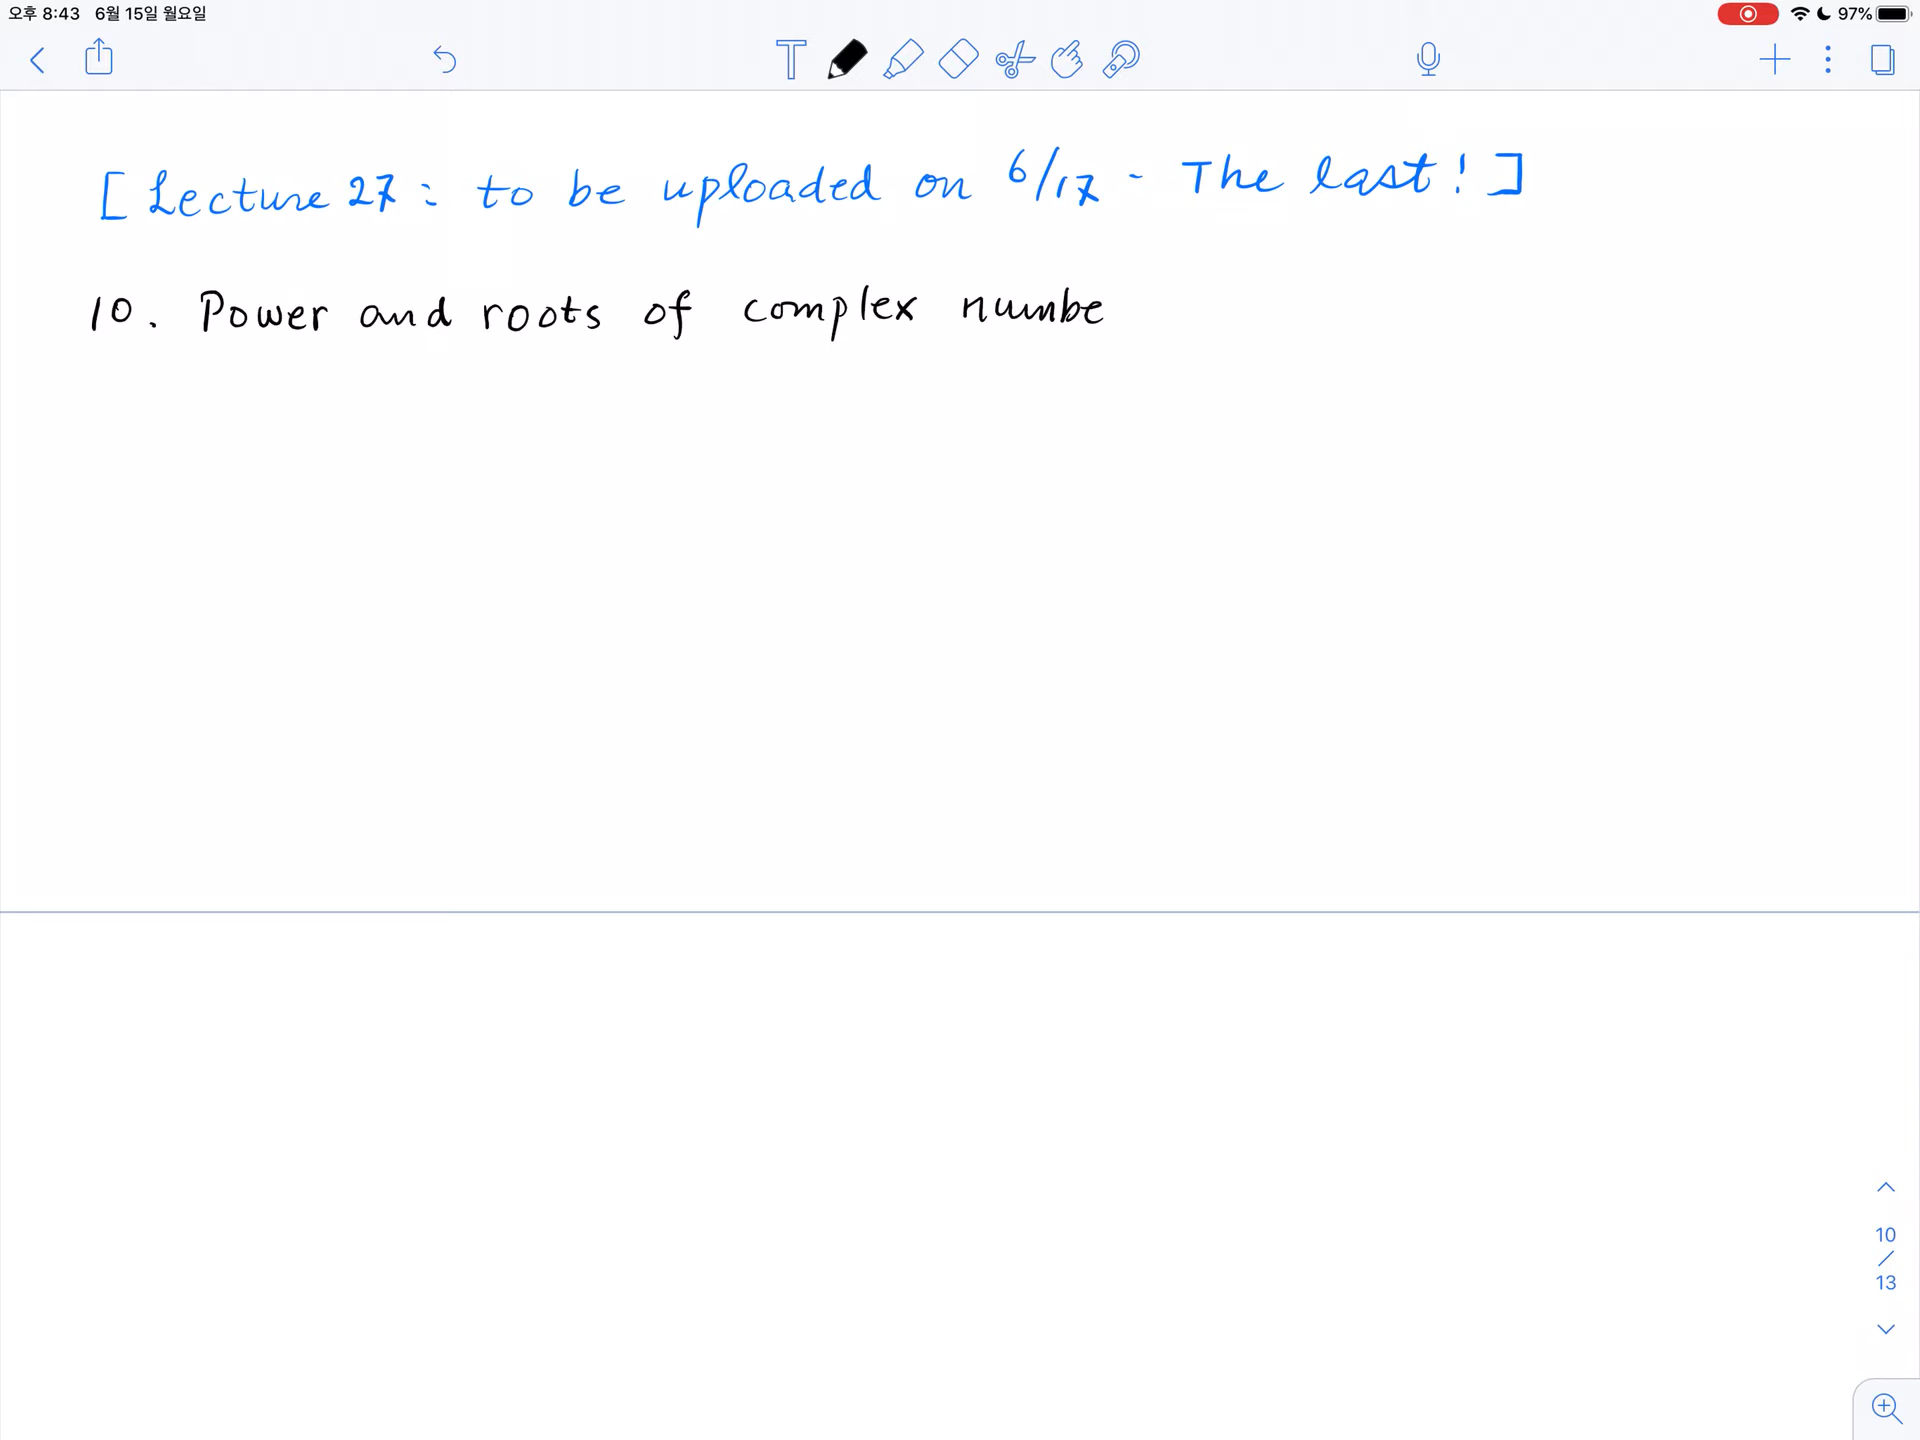 오후 8:43 6월 15일 월요일
97%
T
[ Lecture 27 : to be uploaded on 6/17 - The last! ]
10. Power and roots of complex numbe
10
/
13